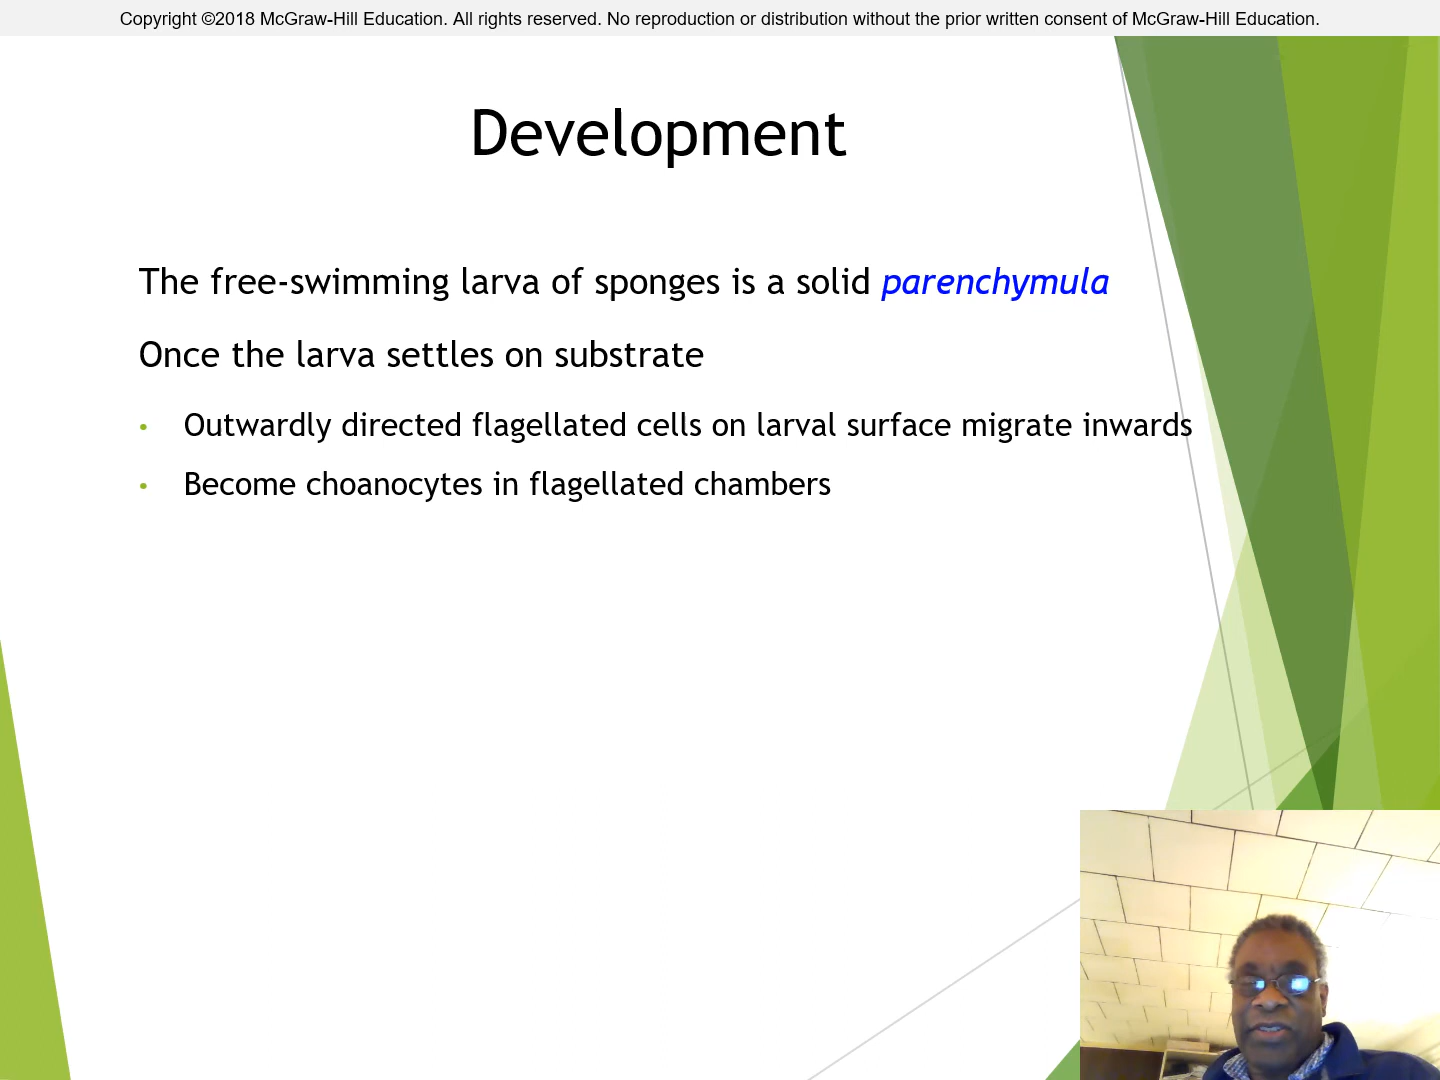 Copyright ©2018 McGraw-Hill Education. All rights reserved. No reproduction or distribution without the prior written consent of McGraw-Hill Education.
Development
The free-swimming larva of sponges is a solid parenchymula
Once the larva settles on substrate
• Outwardly directed flagellated cells on larval surface migrate inwards
• Become choanocytes in flagellated chambers